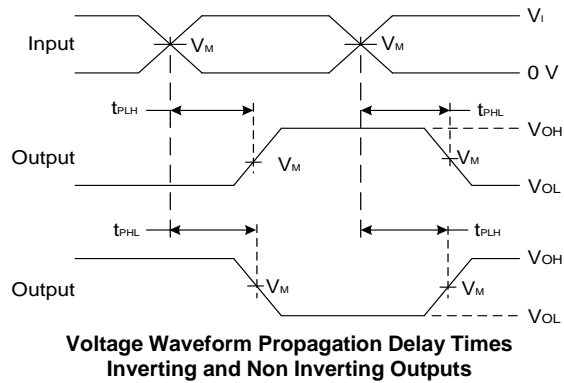 VI
Input
VM
VM
0 V
tPLH
tPHL
VOH
Output
VM
VM
VOL
tPHL
tPLH
VOH
Output
VM
VM
VOL
Voltage Waveform Propagation Delay Times
Inverting and Non Inverting Outputs